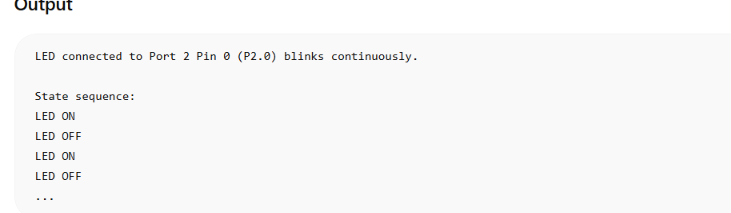 Output
LED connected to Port 2 Pin 0 (P2.0) blinks continuously.
State sequence:
LED ON
LED OFF
LED ON
LED OFF
...